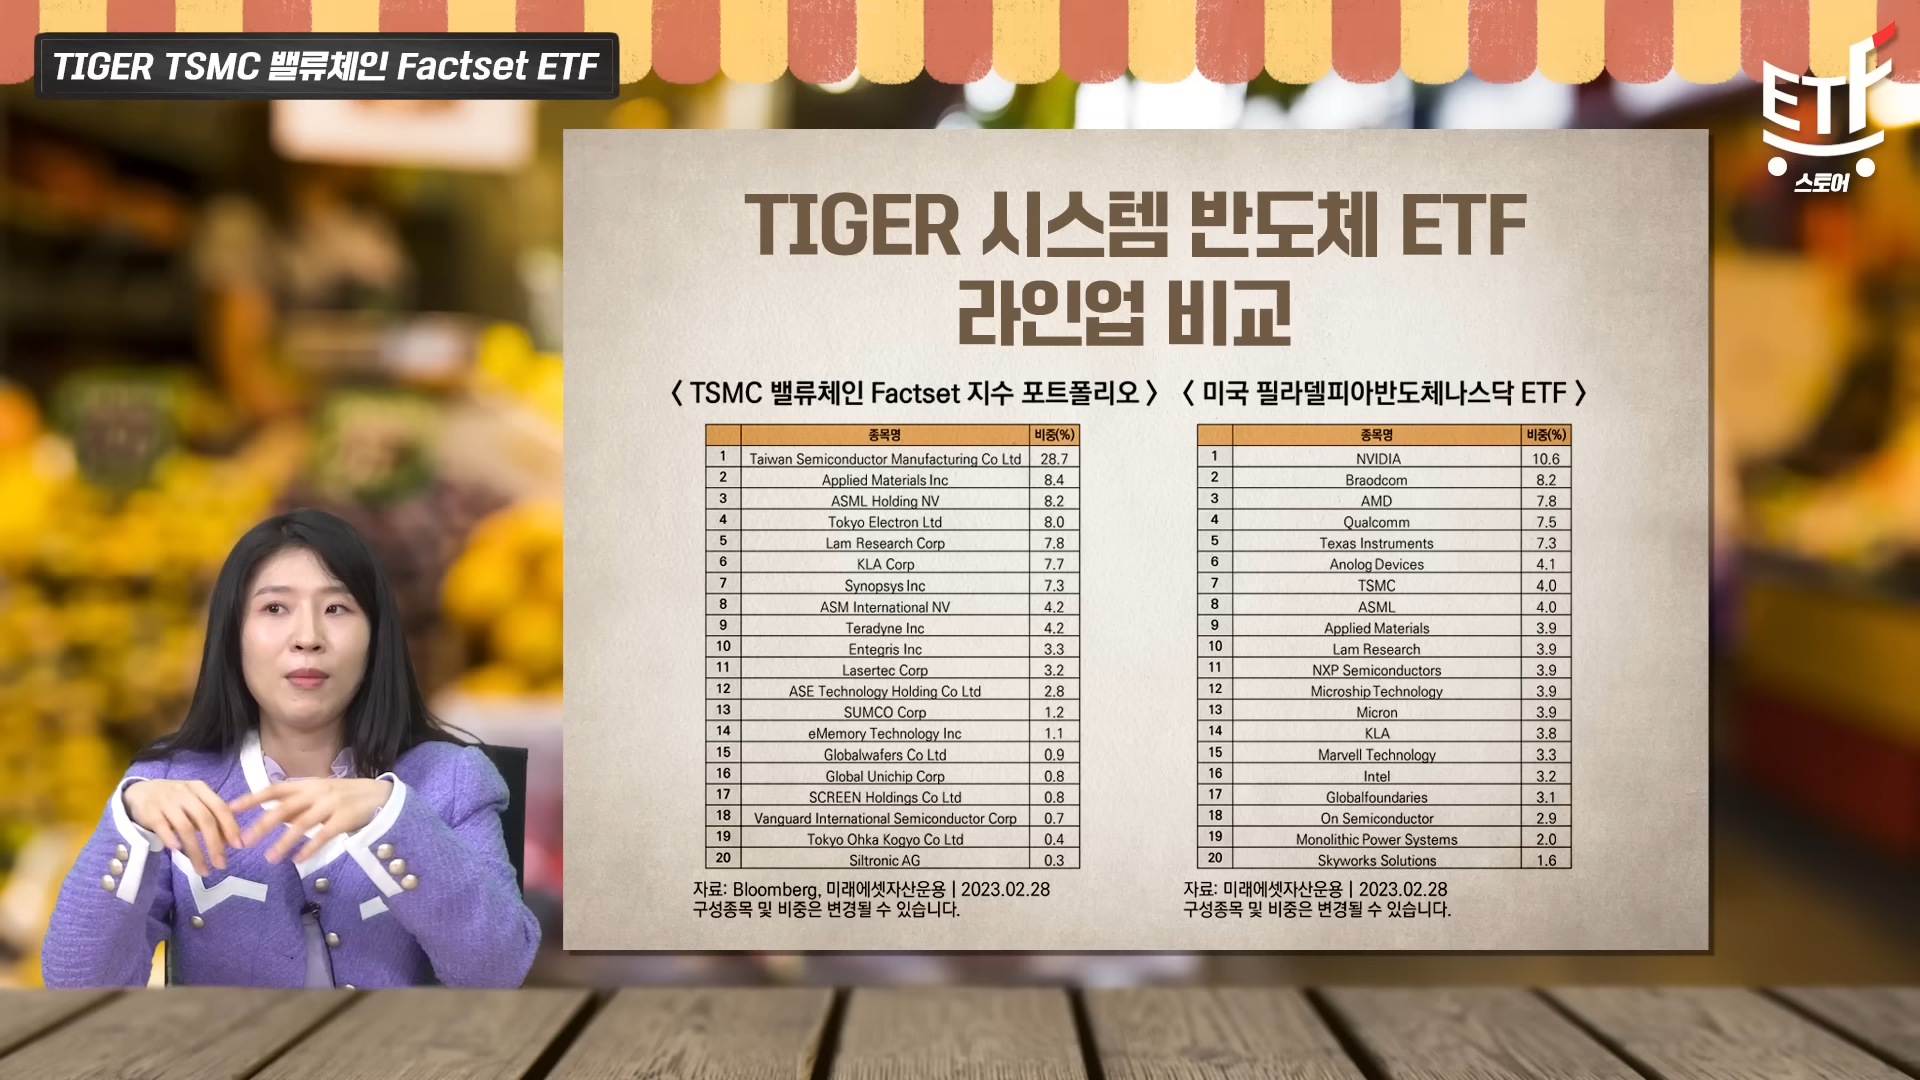 TIGER TSMC 밸류체인 Factset ETF
ETF
스토어
TIGER 시스템 반도체 ETF
라인업 비교
< TSMC 밸류체인 Factset 지수 포트폴리오 >
종목명 비중(%)
1 Taiwan Semiconductor Manufacturing Co Ltd 28.7
2 Applied Materials Inc 8.4
3 ASML Holding NV 8.2
4 Tokyo Electron Ltd 8.0
5 Lam Research Corp 7.8
6 KLA Corp 7.7
7 Synopsys Inc 7.3
8 ASM International NV 4.2
9 Teradyne Inc 4.2
10 Entegris Inc 3.3
11 Lasertec Corp 3.2
12 ASE Technology Holding Co Ltd 2.8
13 SUMCO Corp 1.2
14 eMemory Technology Inc 1.1
15 Globalwafers Co Ltd 0.9
16 Global Unichip Corp 0.8
17 SCREEN Holdings Co Ltd 0.8
18 Vanguard International Semiconductor Corp 0.7
19 Tokyo Ohka Kogyo Co Ltd 0.4
20 Siltronic AG 0.3
자료: Bloomberg, 미래에셋자산운용 | 2023.02.28
구성종목 및 비중은 변경될 수 있습니다.
< 미국 필라델피아반도체나스닥 ETF >
종목명 비중(%)
1 NVIDIA 10.6
2 Braodcom 8.2
3 AMD 7.8
4 Qualcomm 7.5
5 Texas Instruments 7.3
6 Anolog Devices 4.1
7 TSMC 4.0
8 ASML 4.0
9 Applied Materials 3.9
10 Lam Research 3.9
11 NXP Semiconductors 3.9
12 Microship Technology 3.9
13 Micron 3.9
14 KLA 3.8
15 Marvell Technology 3.3
16 Intel 3.2
17 Globalfoundaries 3.1
18 On Semiconductor 2.9
19 Monolithic Power Systems 2.0
20 Skyworks Solutions 1.6
자료: 미래에셋자산운용 | 2023.02.28
구성종목 및 비중은 변경될 수 있습니다.